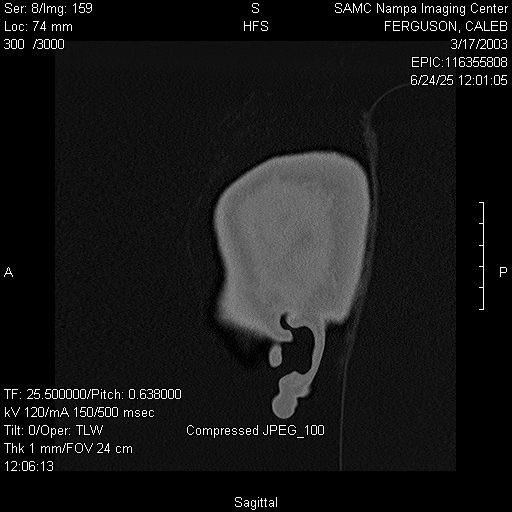 Ser: 8/Img: 159
Loc: 74 mm
300 /3000
S
HFS
SAMC Nampa Imaging Center
FERGUSON, CALEB
3/17/2003
EPIC:116355808
6/24/25 12:01:05
A
P
TF: 25.500000/Pitch: 0.638000
kV 120/mA 150/500 msec
Tilt: 0/Oper: TLW
Thk 1 mm/FOV 24 cm
12:06:13
Compressed JPEG_100
Sagittal